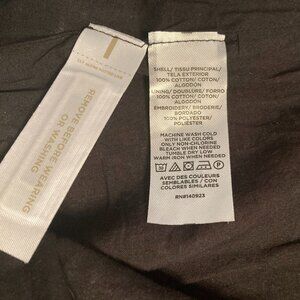 REMOVE BEFORE WEARING
OR WASHING
SHELL/ TISSU PRINCIPAL/
TELA EXTERIOR
100% COTTON/ COTON/
ALGODON
LINING/ DOUBLURE/ FORRO
100% COTTON/ COTON/
ALGODON
EMBROIDERY/ BRODERIE/
BORDADO
100% POLYESTER/
POLIESTER
MACHINE WASH COLD
WITH LIKE COLORS
ONLY NON-CHLORINE
BLEACH WHEN NEEDED
TUMBLE DRY LOW
WARM IRON WHEN NEEDED
AVEC DES COULEURS
SEMBLABLES / CON
COLORES SIMILARES
RN#140923